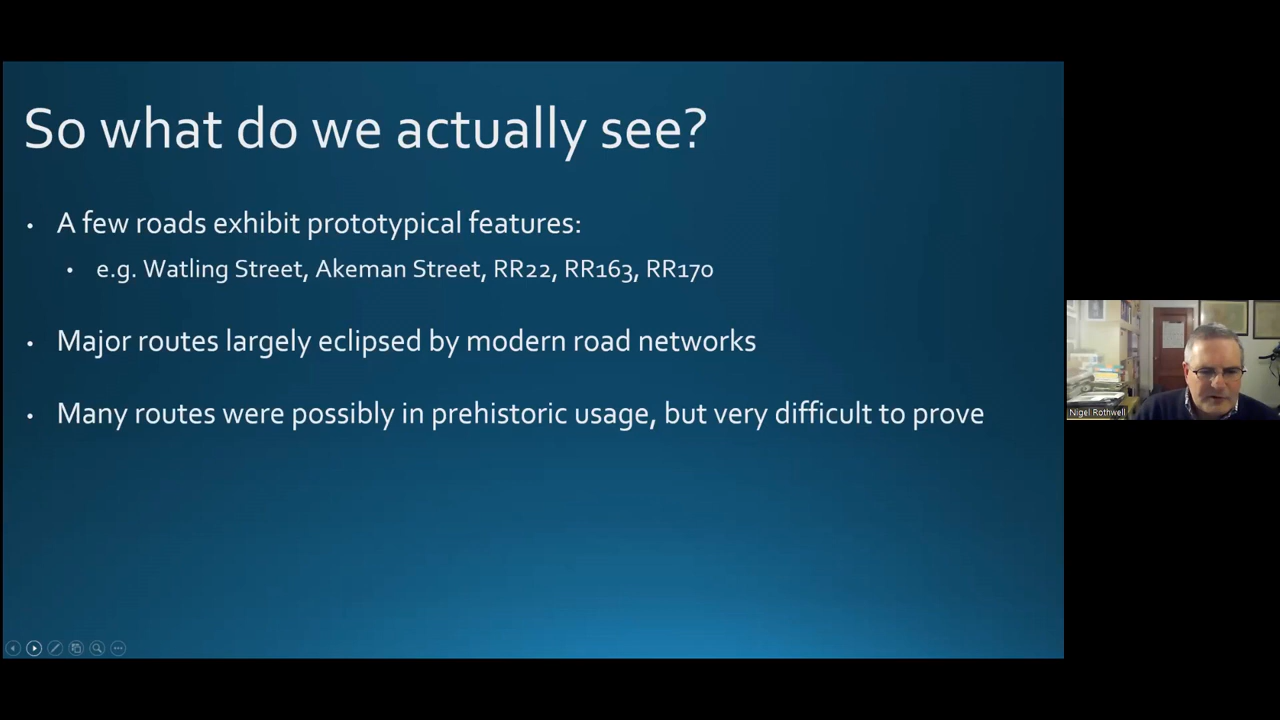 So what do we actually see?
• A few roads exhibit prototypical features:
• e.g. Watling Street, Akeman Street, RR22, RR163, RR170
• Major routes largely eclipsed by modern road networks
• Many routes were possibly in prehistoric usage, but very difficult to prove
Nigel Rothwell